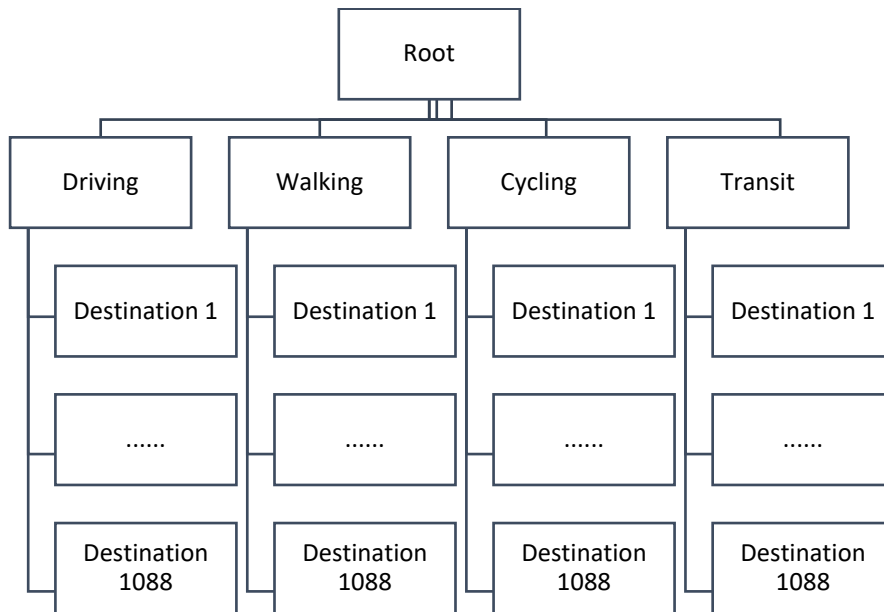 Root
Driving
Walking
Cycling
Transit
Destination 1
Destination 1
Destination 1
Destination 1
......
......
......
......
Destination
1088
Destination
1088
Destination
1088
Destination
1088